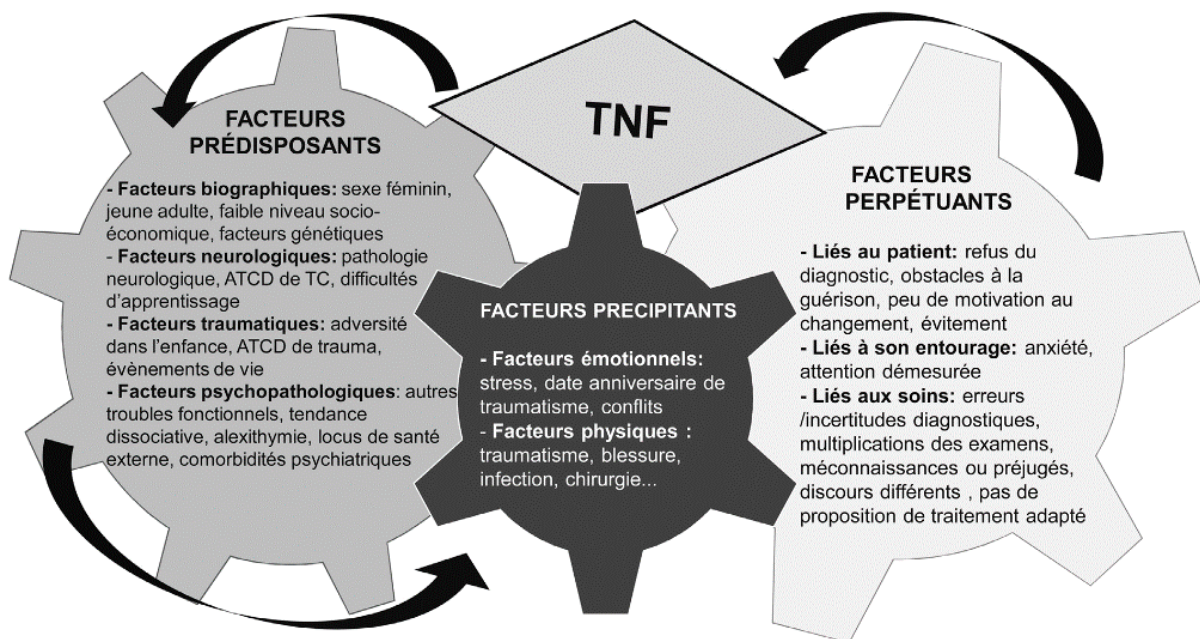 TNF
FACTEURS
PRÉDISPOSANTS
- Facteurs biographiques: sexe féminin,
jeune adulte, faible niveau socio-
économique, facteurs génétiques
- Facteurs neurologiques: pathologie
neurologique, ATCD de TC, difficultés
d'apprentissage
- Facteurs traumatiques: adversité
dans l'enfance, ATCD de trauma,
évènements de vie
- Facteurs psychopathologiques: autres
troubles fonctionnels, tendance
dissociative, alexithymie, locus de santé
externe, comorbidités psychiatriques
FACTEURS PRECIPITANTS
- Facteurs émotionnels:
stress, date anniversaire de
traumatisme, conflits
- Facteurs physiques :
traumatisme, blessure,
infection, chirurgie...
FACTEURS
PERPÉTUANTS
- Liés au patient: refus du
diagnostic, obstacles à la
guérison, peu de motivation au
changement, évitement
- Liés à son entourage: anxiété,
attention démesurée
- Liés aux soins: erreurs
/incertitudes diagnostiques,
multiplications des examens,
méconnaissances ou préjugés,
discours différents , pas de
proposition de traitement adapté